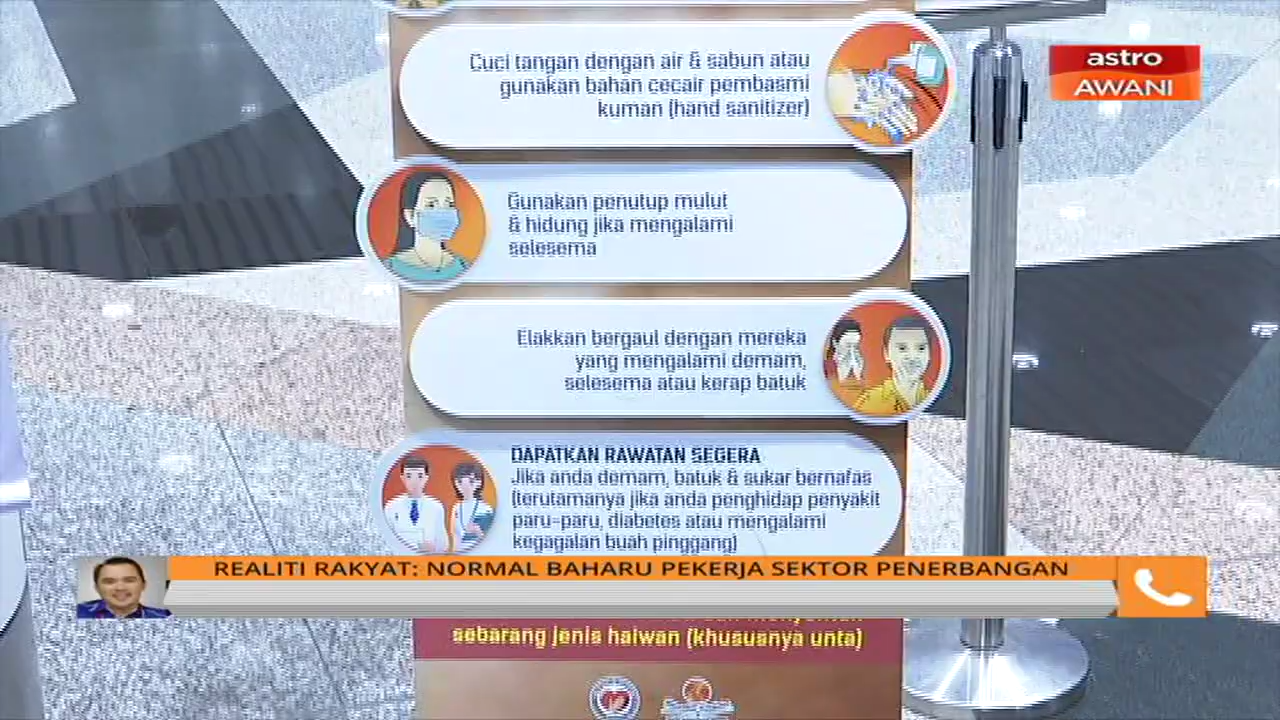 Cuci tangan dengan air & sabun atau
gunakan bahan cecair pembasmi
kuman (hand sanitizer)
astro
AWANI
Gunakan penutup mulut
& hidung jika mengalami
selesema
Elakkan bergaul dengan mereka
yang mengalami demam,
selesema atau kerap batuk
DAPATKAN RAWATAN SEGERA
Jika anda demam, batuk & sukar bernafas
(terutamanya jika anda penghidap penyakit
paru-paru, diabetes atau mengalami
kegagalan buah pinggang)
REALITI RAKYAT: NORMAL BAHARU PEKERJA SEKTOR PENERBANGAN
sebarang jenis haiwan (khususnya unta)